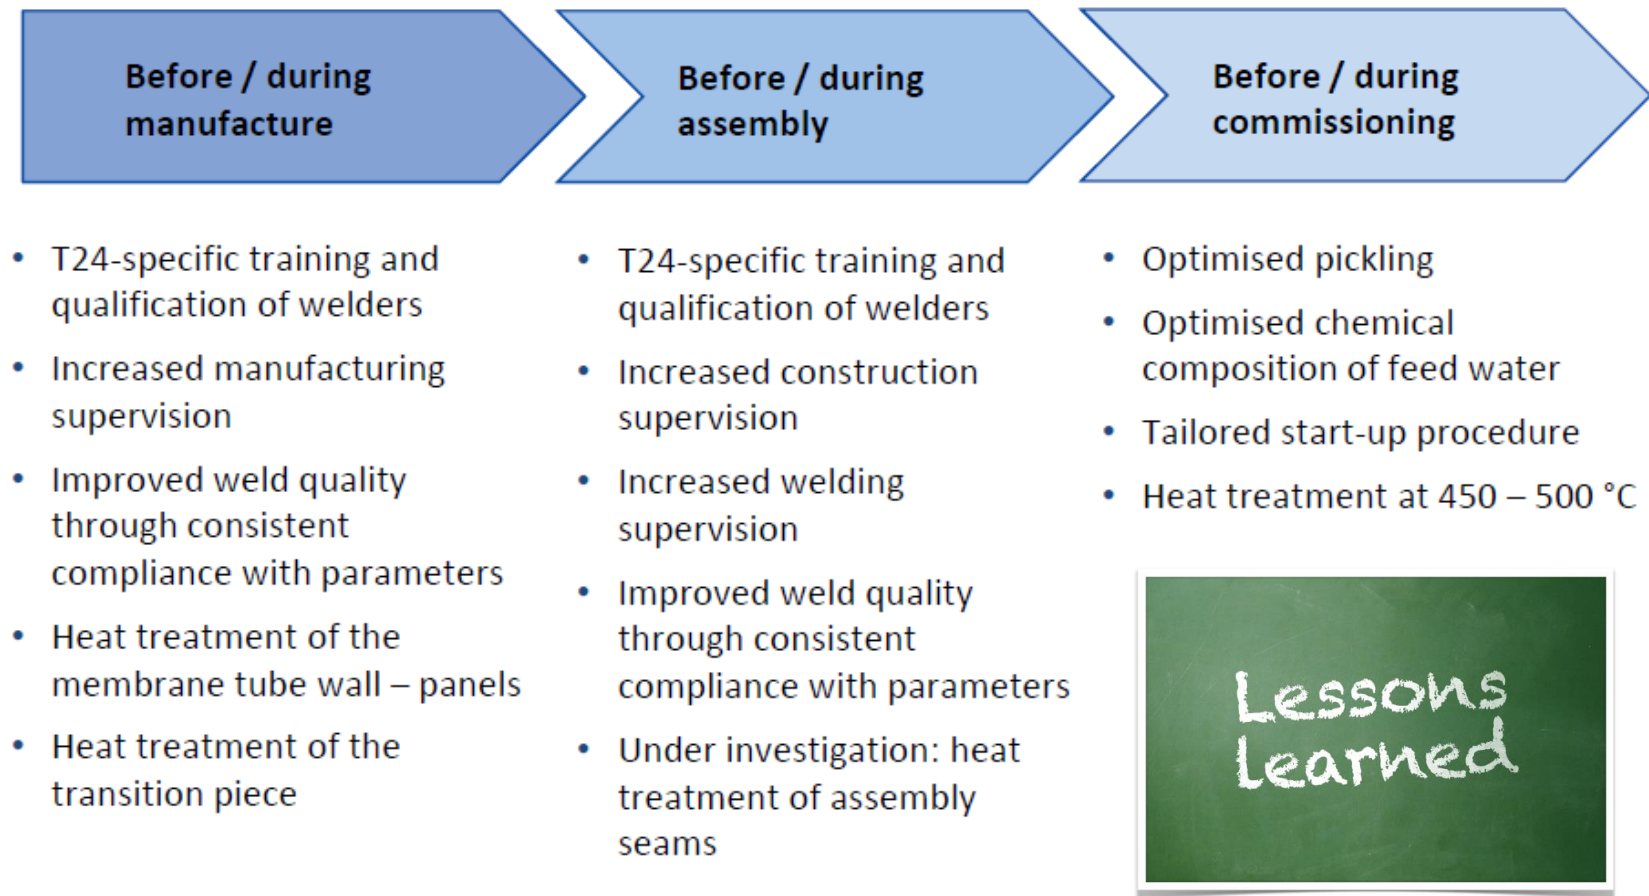 Before / during
manufacture
Before / during
assembly
Before / during
commissioning
• T24-specific training and
qualification of welders
• Increased manufacturing
supervision
• Improved weld quality
through consistent
compliance with parameters
• Heat treatment of the
membrane tube wall – panels
• Heat treatment of the
transition piece
• T24-specific training and
qualification of welders
• Increased construction
supervision
• Increased welding
supervision
• Improved weld quality
through consistent
compliance with parameters
• Under investigation: heat
treatment of assembly
seams
• Optimised pickling
• Optimised chemical
composition of feed water
• Tailored start-up procedure
• Heat treatment at 450 – 500 °C
Lessons
learned